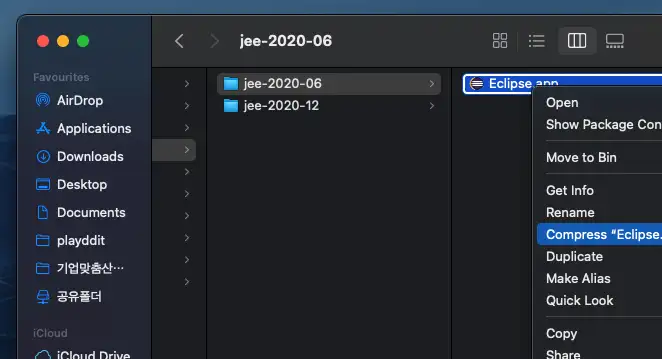 jee-2020-06
Favourites
AirDrop
Applications
Downloads
Desktop
Documents
playddit
기업맞춤산…
공유폴더
iCloud
iCloud Drive
jee-2020-06
jee-2020-12
Eclipse.app
Open
Show Package Con
Move to Bin
Get Info
Rename
Compress “Eclipse.
Duplicate
Make Alias
Quick Look
Copy
Share